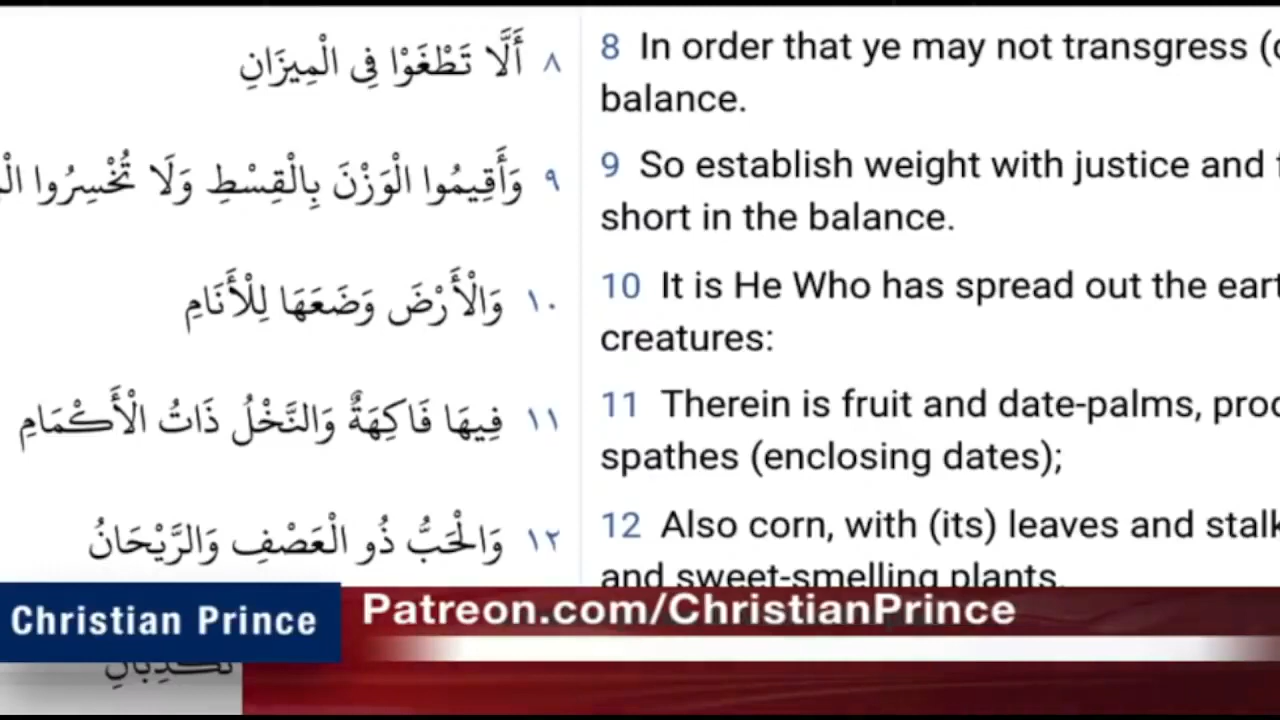 أَلَّا تَطْغَوْا فِي الْمِيزَانِ ٨
8 In order that ye may not transgress
balance.
وَأَقِيمُوا الْوَزْنَ بِالْقِسْطِ وَلَا تُخْسِرُوا ٩
9 So establish weight with justice and
short in the balance.
وَالْأَرْضَ وَضَعَهَا لِلْأَنَامِ ١٠
10 It is He Who has spread out the
creatures:
فِيهَا فَاكِهَةٌ وَالنَّخْلُ ذَاتُ الْأَكْمَامِ ١١
11 Therein is fruit and date-palms,
spathes (enclosing dates);
وَالْحَبُّ ذُو الْعَصْفِ وَالرَّيْحَانُ ١٢
12 Also corn, with (its) leaves and
and sweet-smelling plants.
Christian Prince
Patreon.com/ChristianPrince